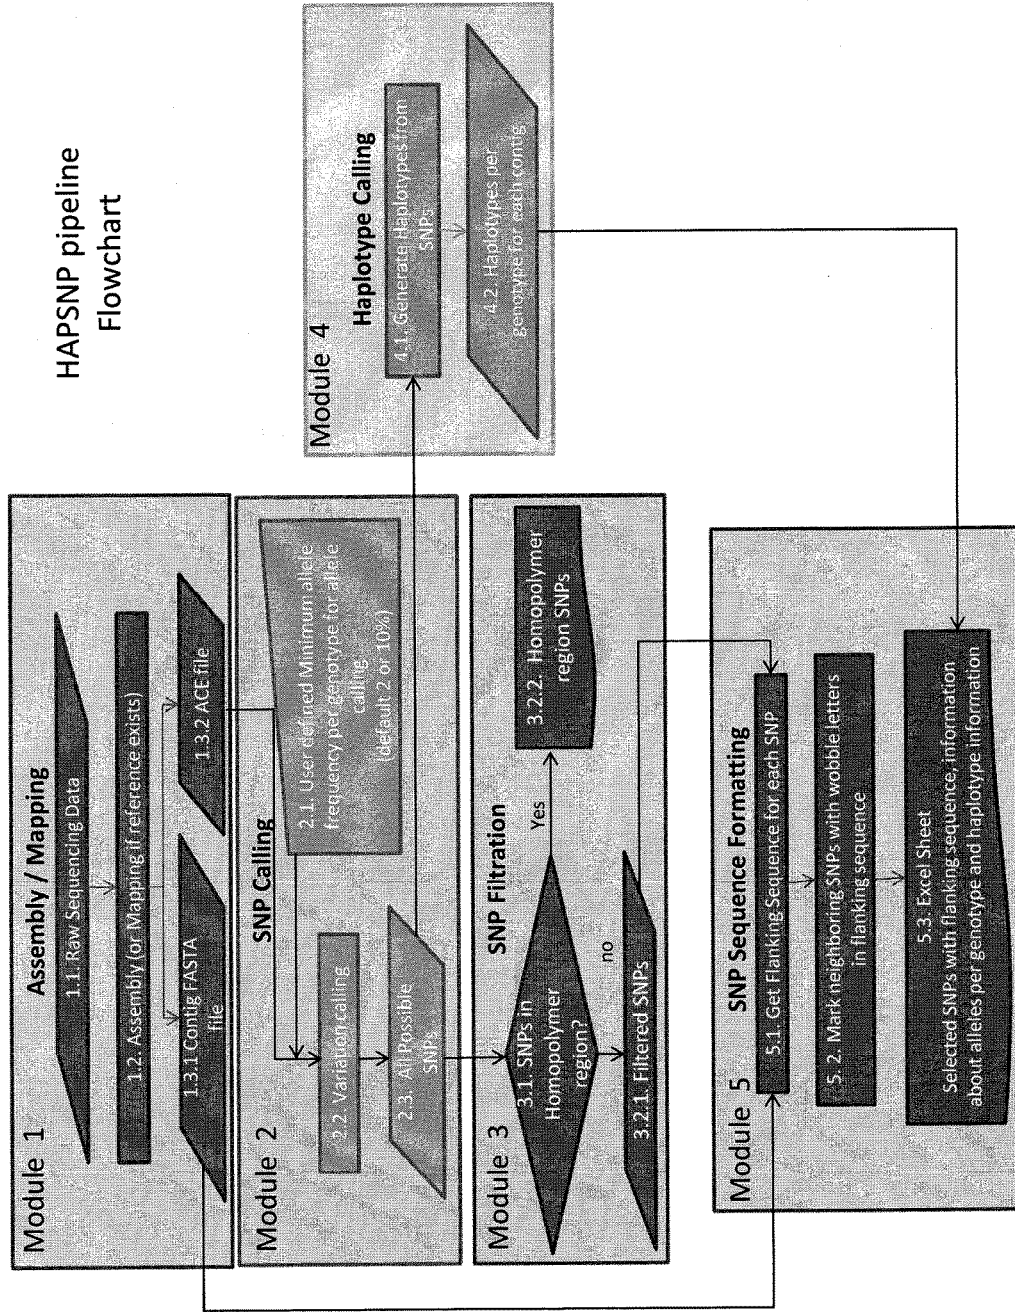 HAPSNP pipeline
Flowchart
Module 1
Assembly / Mapping
1.1. Raw Sequencing Data
1.2. Assembly (or Mapping if reference exists)
1.3.1 Contig FASTA
file
1.3.2 ACE file
Module 2
SNP Calling
2.1. User defined Minimum allele
frequency per genotype for allele
calling
(default 2 or 10%)
2.2. Variation calling
2.3. All Possible
SNPs
Module 3
SNP Filtration
3.1. SNPs in
Homopolymer
region?
Yes
no
3.2.2. Homopolymer
region SNPs
3.2.1. Filtered SNPs
Module 4
Haplotype Calling
4.1. Generate Haplotypes from
SNPs
4.2. Haplotypes per
genotype for each contig
Module 5
SNP Sequence Formatting
5.1. Get Flanking Sequence for each SNP
5.2. Mark neighboring SNPs with wobble letters
in flanking sequence
5.3. Excel Sheet
Selected SNPs with flanking sequence, information
about alleles per genotype and haplotype information